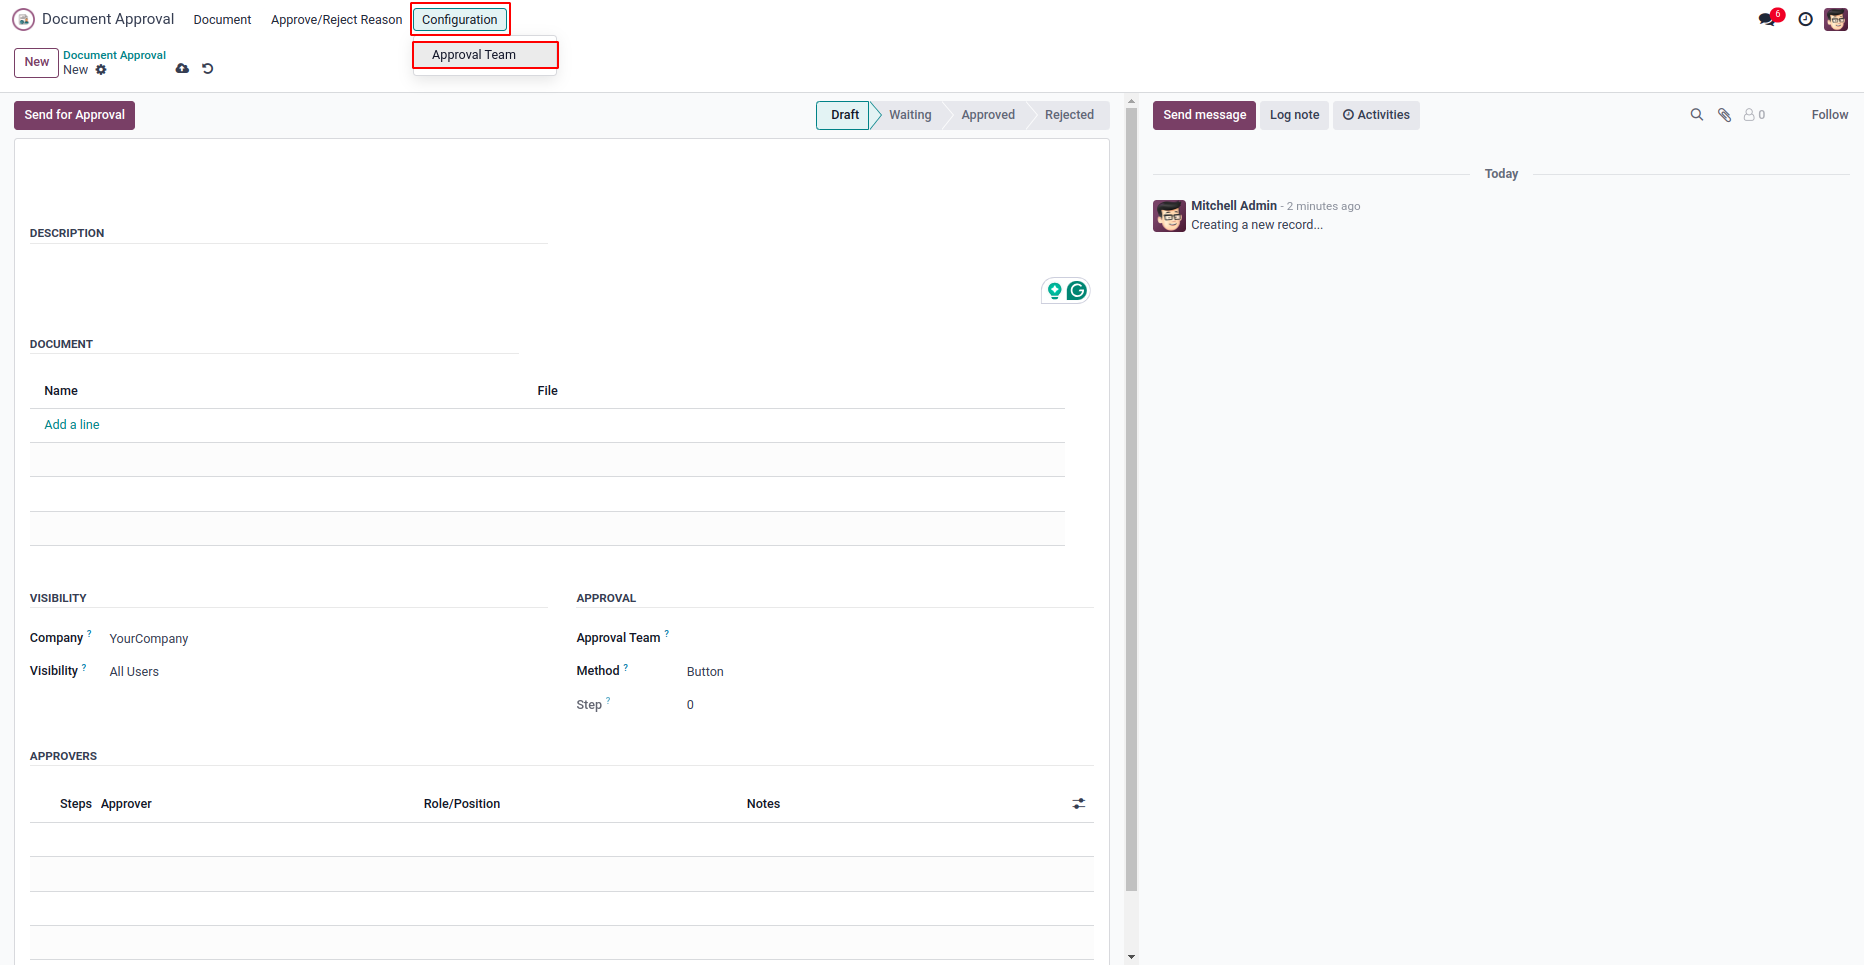 Document Approval Document Approve/Reject Reason Configuration 6
Approval Team
New Document Approval
New
Send for Approval Draft Waiting Approved Rejected Send message Log note Activities 0 Follow
Today
Mitchell Admin - 2 minutes ago
Creating a new record...
DESCRIPTION
DOCUMENT
Name File
Add a line
VISIBILITY APPROVAL
Company ? YourCompany Approval Team ?
Visibility ? All Users Method ? Button
Step ? 0
APPROVERS
Steps Approver Role/Position Notes